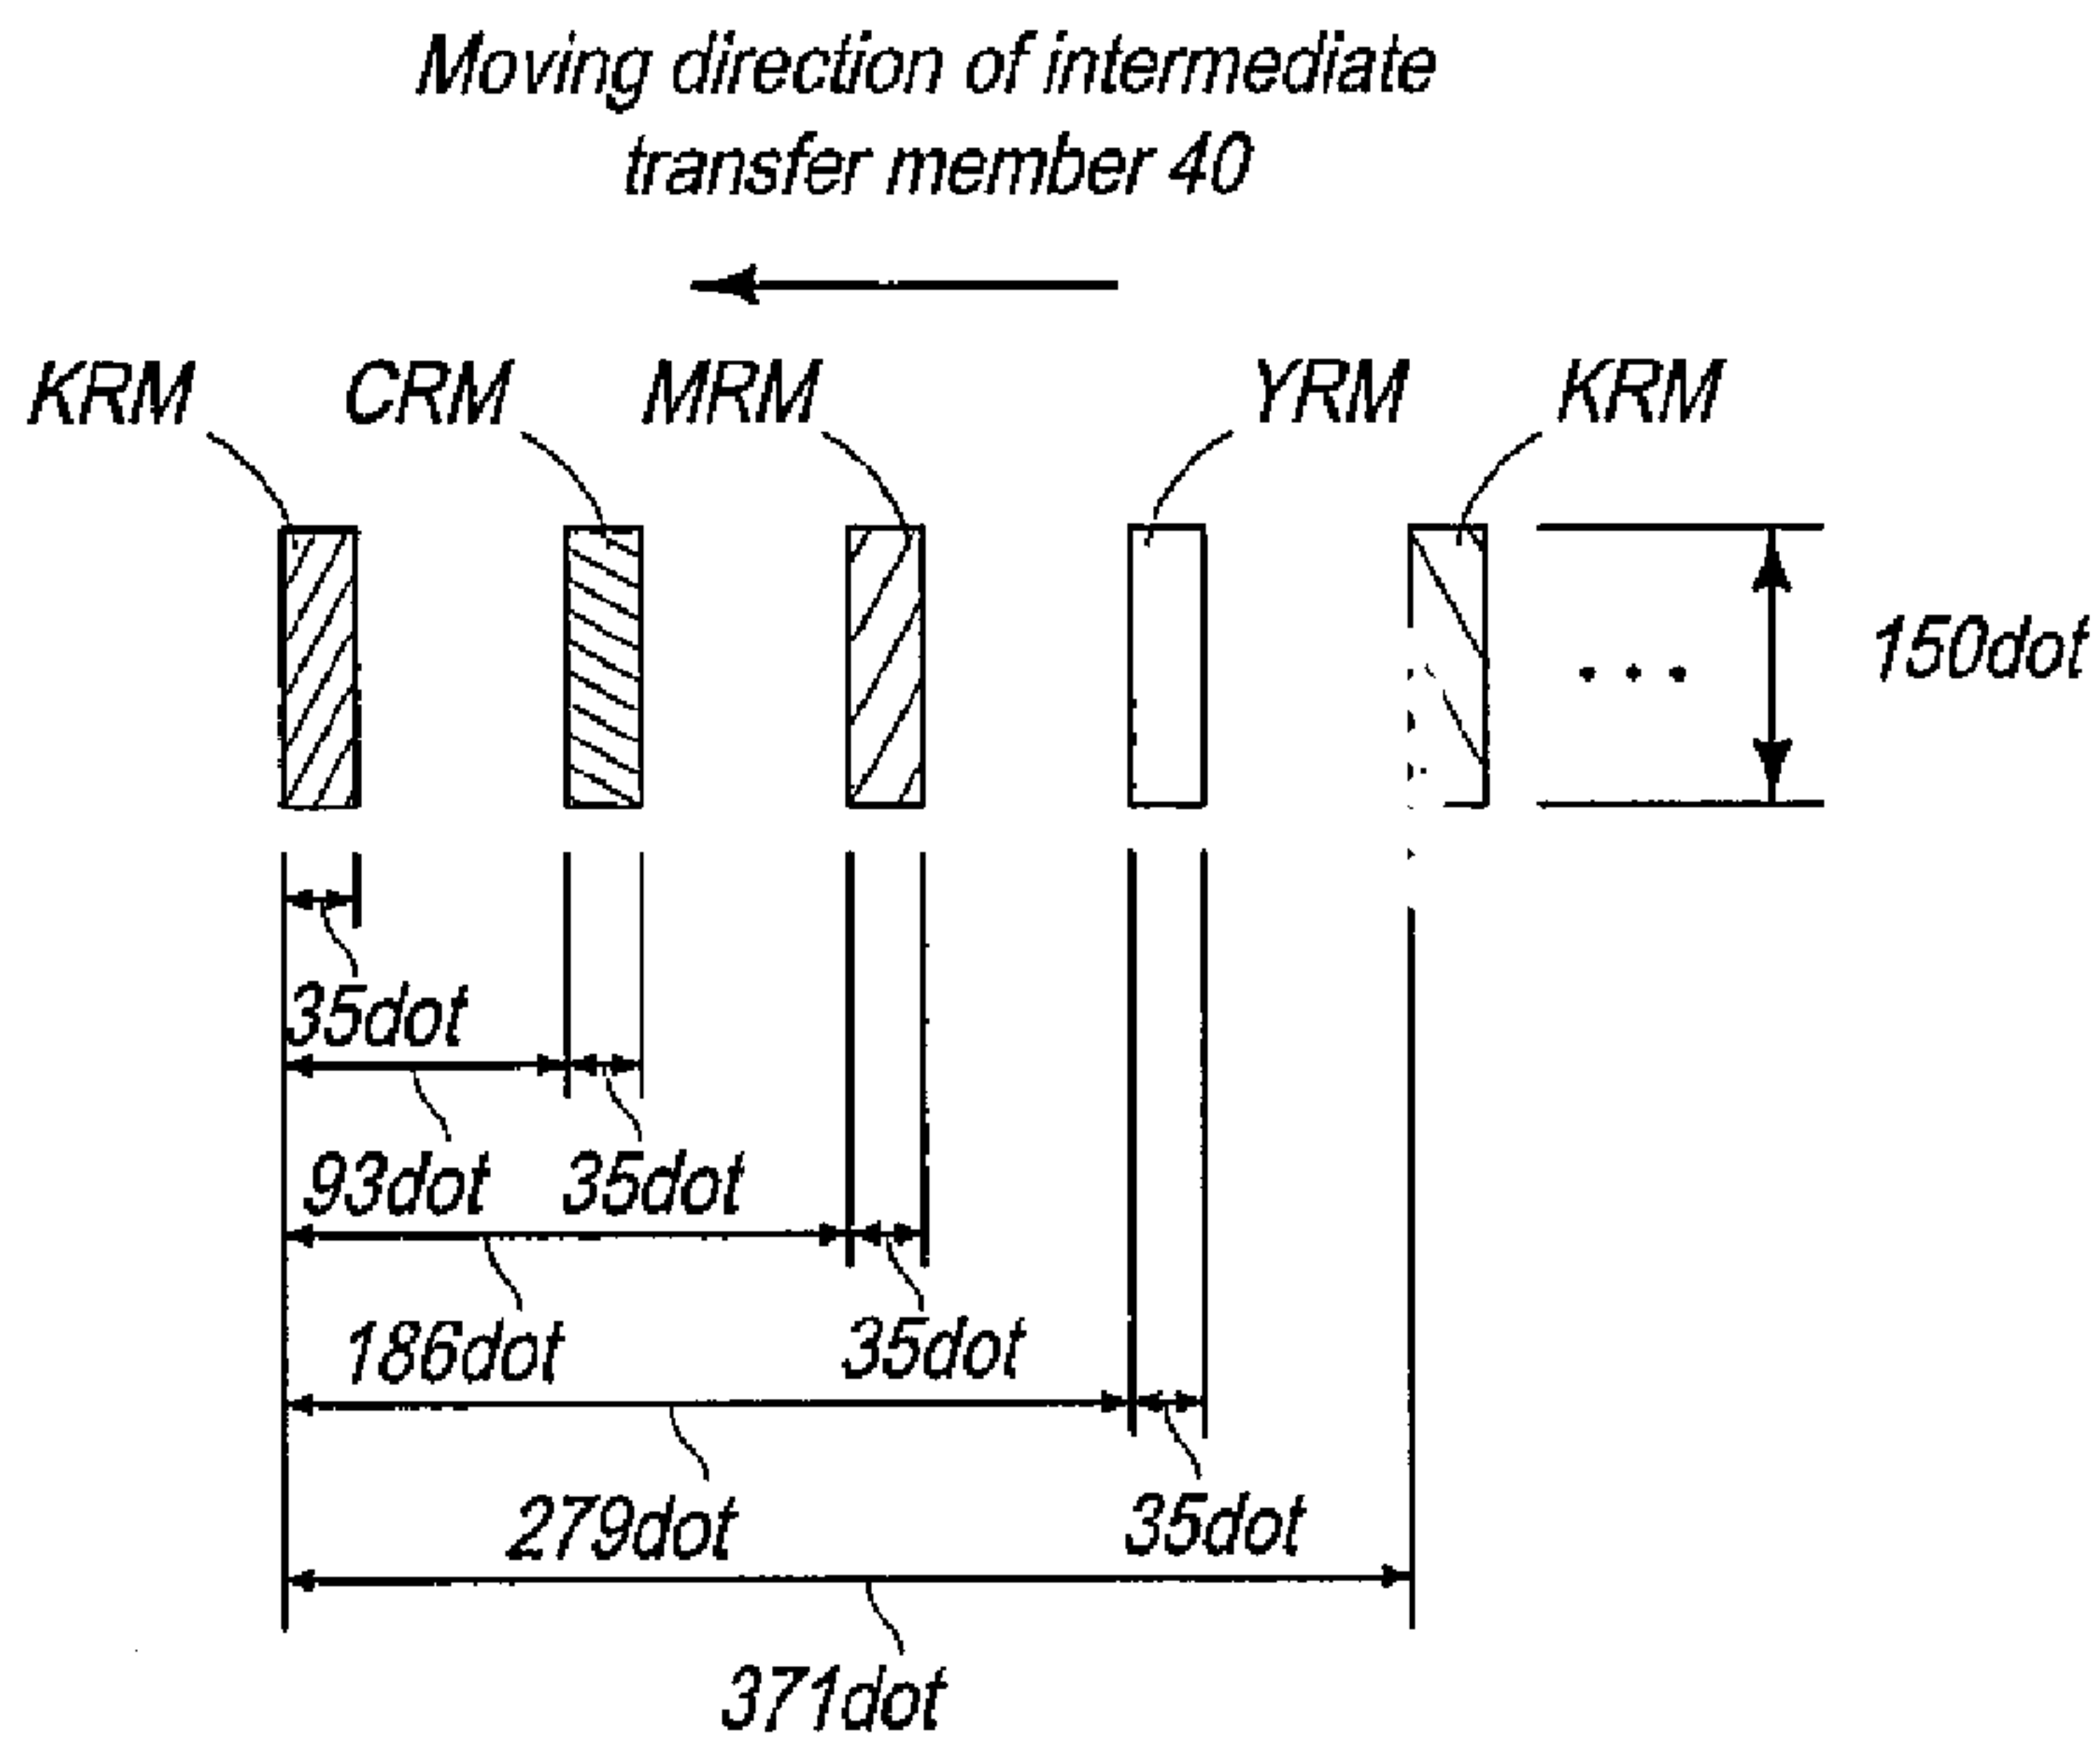 Moving direction of intermediate
transfer member 40
KRM CRM MRM YRM KRM
150dot
35dot
93dot 35dot
186dot 35dot
279dot 35dot
371dot